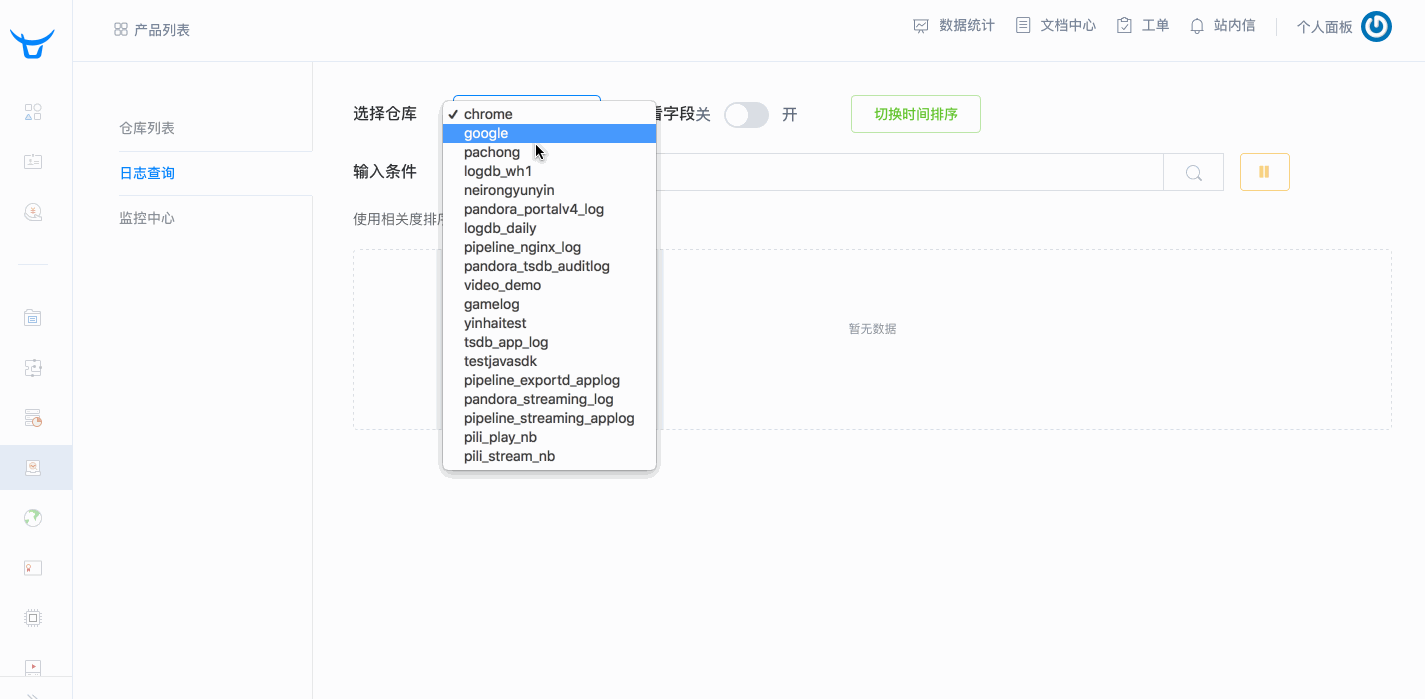 产品列表
数据统计
文档中心
工单
站内信
个人面板
仓库列表
日志查询
监控中心
选择仓库
看字段关
开
切换时间排序
输入条件
使用相关度排序
chrome
google
pachong
logdb_wh1
neirongyunyin
pandora_portalv4_log
logdb_daily
pipeline_nginx_log
pandora_tsdb_auditlog
video_demo
gamelog
yinhaitest
tsdb_app_log
testjavasdk
pipeline_exportd_applog
pandora_streaming_log
pipeline_streaming_applog
pili_play_nb
pili_stream_nb
暂无数据